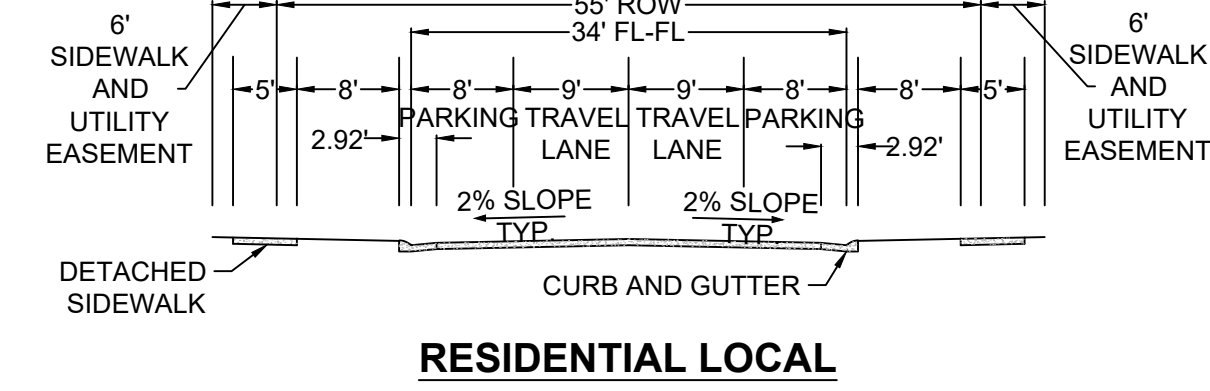 55' ROW
34' FL-FL
6'
SIDEWALK
AND
UTILITY
EASEMENT
6'
SIDEWALK
AND
UTILITY
EASEMENT
5' 8' 8' 9' 9' 8' 8' 5'
PARKING TRAVEL TRAVEL PARKING
LANE LANE
2.92' 2.92'
2% SLOPE 2% SLOPE
TYP. TYP.
DETACHED
SIDEWALK
CURB AND GUTTER
RESIDENTIAL LOCAL